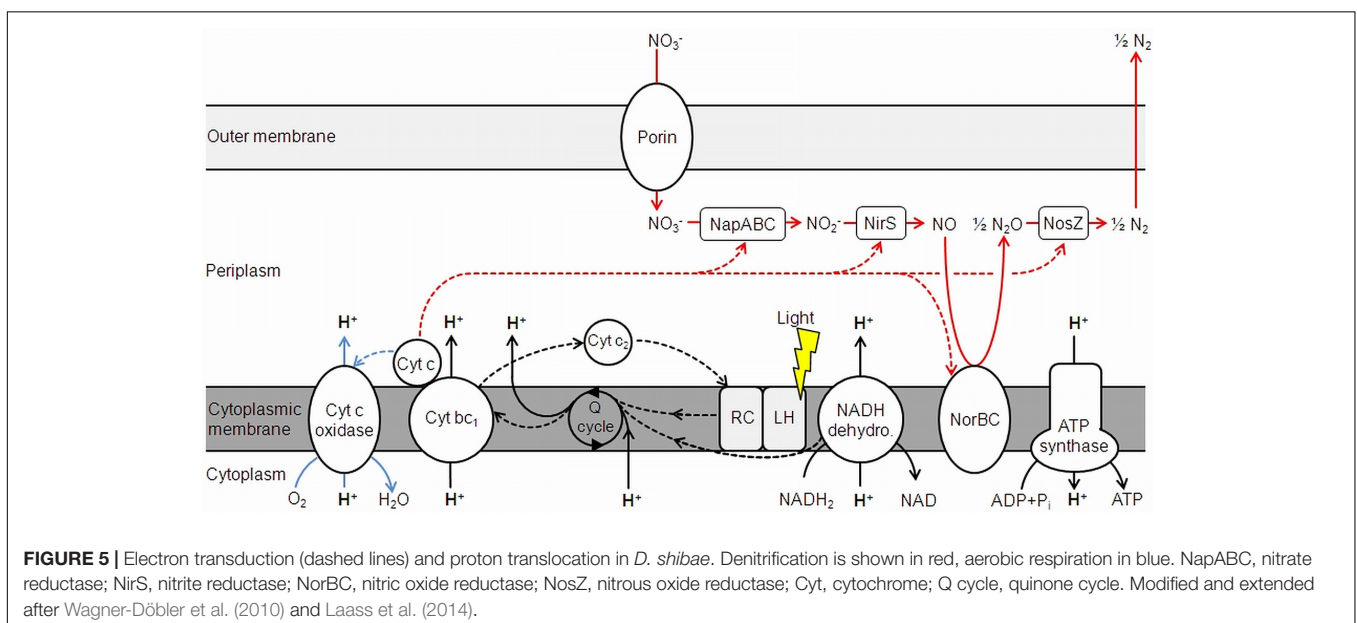 NO₃⁻
½ N₂
Outer membrane
Porin
NO₃⁻
NapABC
NO₂⁻
NirS
NO
½ N₂O
NosZ
½ N₂
Periplasm
H⁺
H⁺
H⁺
Light
H⁺
H⁺
Cyt c
Cyt c₂
Cytoplasmic
membrane
Cyt c
oxidase
Cyt bc₁
Q
cycle
RC
LH
NADH
dehydro.
NorBC
ATP
synthase
Cytoplasm
O₂
H⁺
H₂O
H⁺
H⁺
NADH₂
H⁺
NAD
ADP+Pᵢ
H⁺
ATP
FIGURE 5 | Electron transduction (dashed lines) and proton translocation in D. shibae. Denitrification is shown in red, aerobic respiration in blue. NapABC, nitrate
reductase; NirS, nitrite reductase; NorBC, nitric oxide reductase; NosZ, nitrous oxide reductase; Cyt, cytochrome; Q cycle, quinone cycle. Modified and extended
after Wagner-Döbler et al. (2010) and Laass et al. (2014).